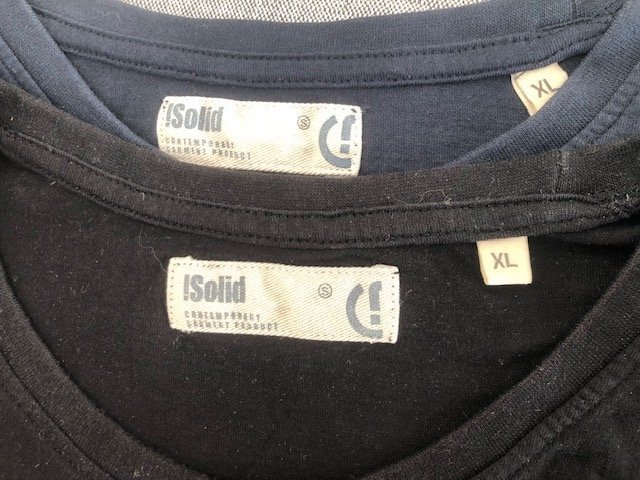 !Solid
S
CONTEMPORARY
GARMENT PRODUCT
XL
!Solid
S
CONTEMPORARY
GARMENT PRODUCT
XL